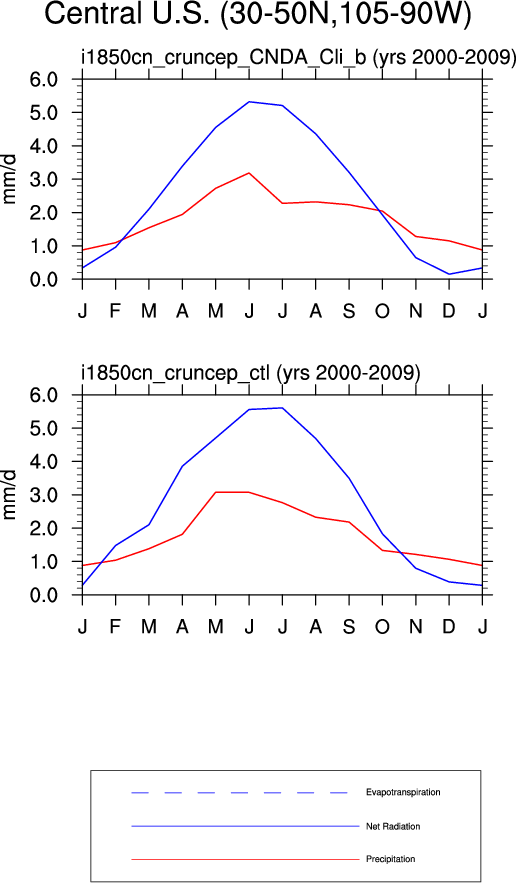 Central U.S. (30-50N,105-90W)
i1850cn_cruncep_CNDA_Cli_b (yrs 2000-2009)
6.0
5.0
4.0
3.0
2.0
1.0
0.0
mm/d
J F M A M J J A S O N D J
i1850cn_cruncep_ctl (yrs 2000-2009)
6.0
5.0
4.0
3.0
2.0
1.0
0.0
mm/d
J F M A M J J A S O N D J
Evapotranspiration
Net Radiation
Precipitation